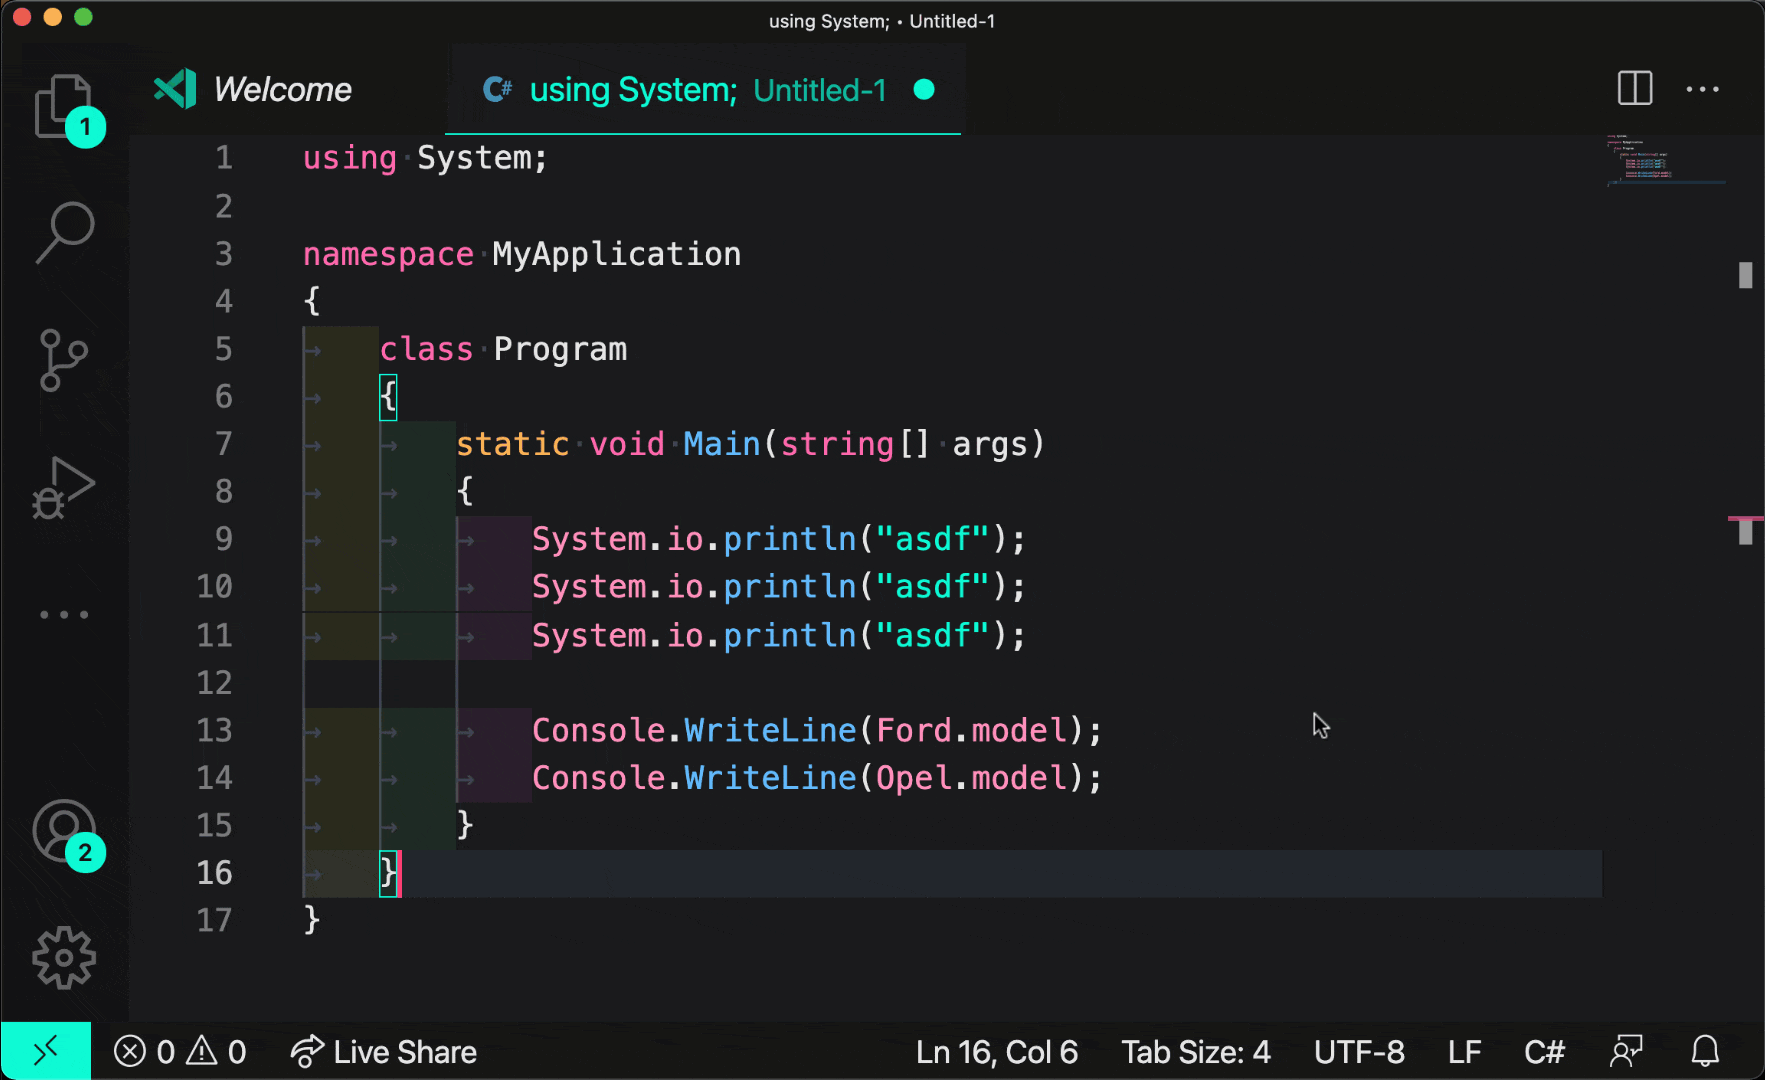 using System; • Untitled-1
Welcome
C# using System; Untitled-1
1
1 using System;
2
3 namespace MyApplication
4 {
5 class Program
6 {
7 static void Main(string[] args)
8 {
9 System.io.println("asdf");
10 System.io.println("asdf");
11 System.io.println("asdf");
12
13 Console.WriteLine(Ford.model);
14 Console.WriteLine(Opel.model);
15 }
16 }
17 }
2
0 0 Live Share Ln 16, Col 6 Tab Size: 4 UTF-8 LF C#